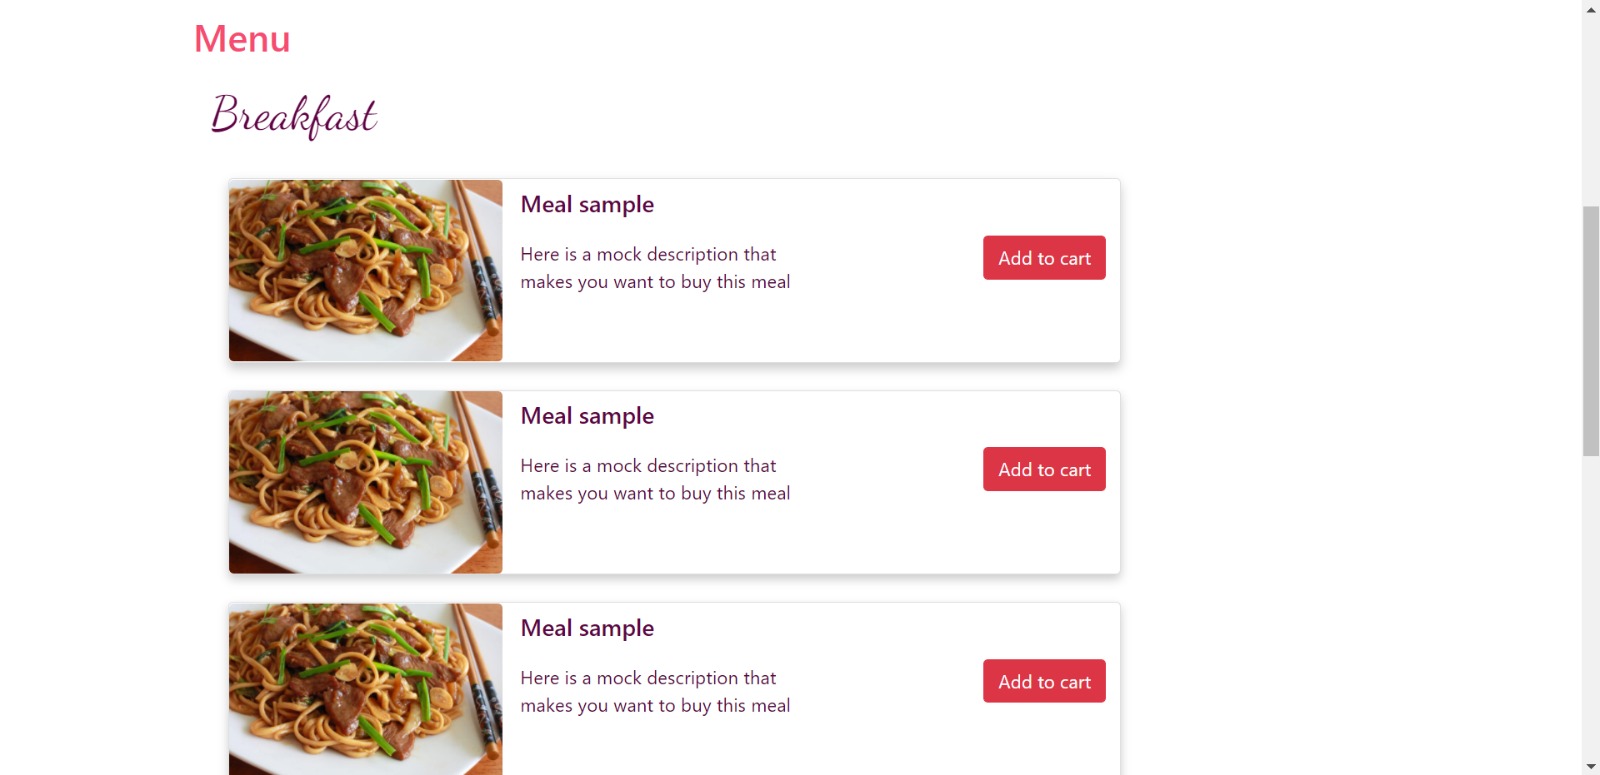 Menu
Breakfast
Meal sample
Here is a mock description that
makes you want to buy this meal
Add to cart
Meal sample
Here is a mock description that
makes you want to buy this meal
Add to cart
Meal sample
Here is a mock description that
makes you want to buy this meal
Add to cart